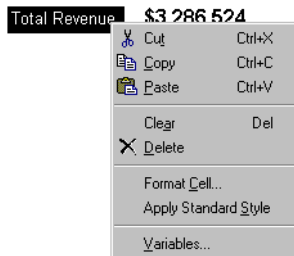 Total Revenue $3,286,524
Cut Ctrl+X
Copy Ctrl+C
Paste Ctrl+V
Clear Del
Delete
Format Cell...
Apply Standard Style
Variables...